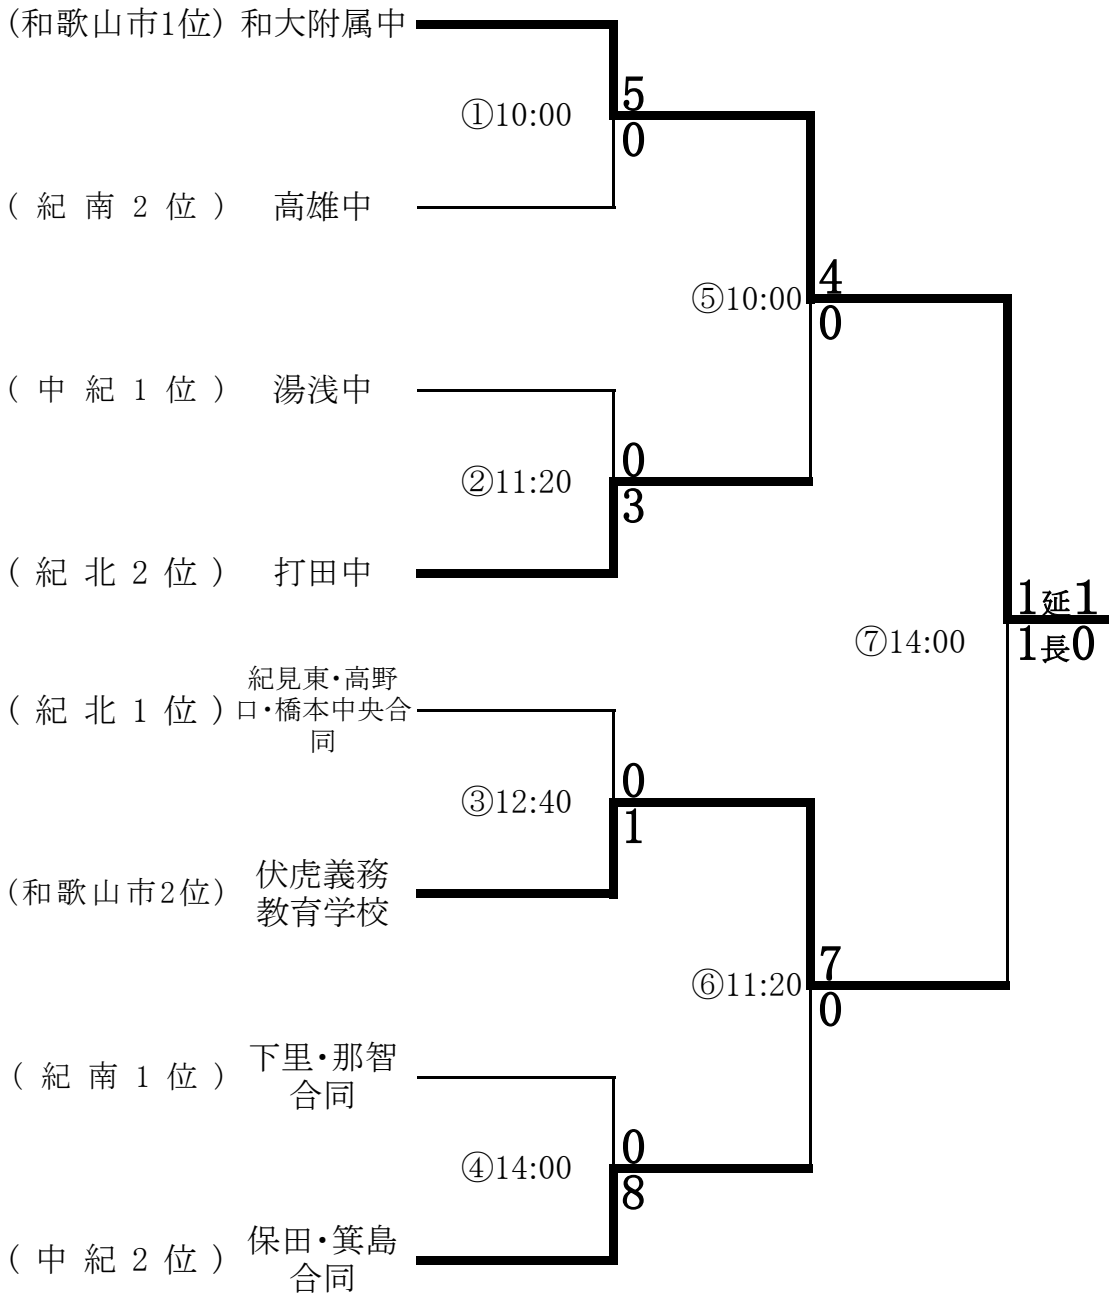 (和歌山市1位) 和大附属中
5
①10:00
0
(紀南2位) 高雄中
4
⑤10:00
0
(中紀1位) 湯浅中
0
②11:20
3
(紀北2位) 打田中
1延1
⑦14:00
1長0
紀見東・高野
(紀北1位) 口・橋本中央合
同
0
③12:40
1
伏虎義務
(和歌山市2位)
教育学校
7
⑥11:20
0
下里・那智
(紀南1位)
合同
0
④14:00
8
保田・箕島
(中紀2位)
合同